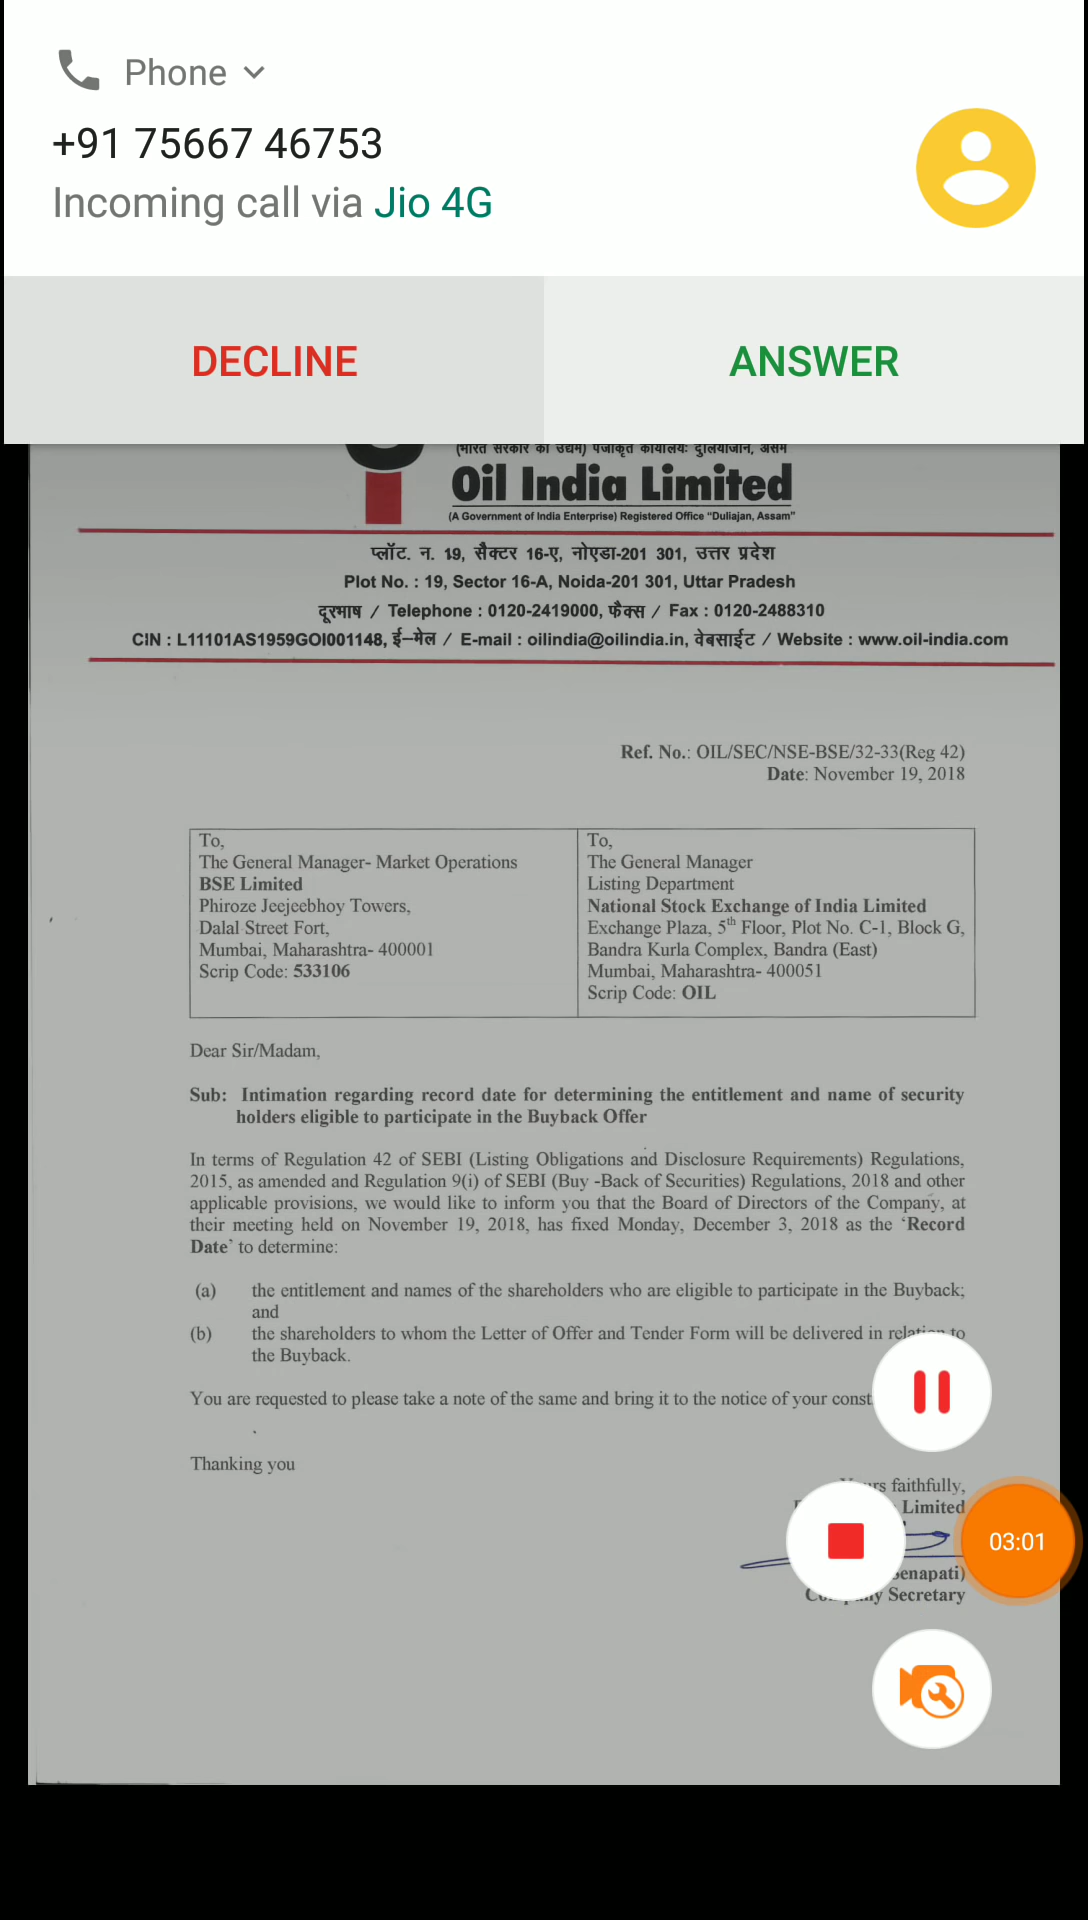 Phone
+91 75667 46753
Incoming call via Jio 4G
DECLINE
ANSWER
(भारत सरकार का उद्यम) पंजीकृत कार्यालयः दुलियाजान, असम
Oil India Limited
(A Government of India Enterprise) Registered Office "Duliajan, Assam"
प्लॉट. न. 19, सैक्टर 16-ए, नोएडा-201 301, उत्तर प्रदेश
Plot No. : 19, Sector 16-A, Noida-201 301, Uttar Pradesh
दूरभाष / Telephone : 0120-2419000, फैक्स / Fax : 0120-2488310
CIN : L11101AS1959GOI001148, ई–मेल / E-mail : oilindia@oilindia.in, वेबसाईट / Website : www.oil-india.com
Ref. No.: OIL/SEC/NSE-BSE/32-33(Reg 42)
Date: November 19, 2018
To,
The General Manager- Market Operations
BSE Limited
Phiroze Jeejeebhoy Towers,
Dalal Street Fort,
Mumbai, Maharashtra- 400001
Scrip Code: 533106
To,
The General Manager
Listing Department
National Stock Exchange of India Limited
Exchange Plaza, 5th Floor, Plot No. C-1, Block G,
Bandra Kurla Complex, Bandra (East)
Mumbai, Maharashtra- 400051
Scrip Code: OIL
Dear Sir/Madam,
Sub: Intimation regarding record date for determining the entitlement and name of security
holders eligible to participate in the Buyback Offer
In terms of Regulation 42 of SEBI (Listing Obligations and Disclosure Requirements) Regulations,
2015, as amended and Regulation 9(i) of SEBI (Buy -Back of Securities) Regulations, 2018 and other
applicable provisions, we would like to inform you that the Board of Directors of the Company, at
their meeting held on November 19, 2018, has fixed Monday, December 3, 2018 as the ‘Record
Date’ to determine:
(a) the entitlement and names of the shareholders who are eligible to participate in the Buyback;
and
(b) the shareholders to whom the Letter of Offer and Tender Form will be delivered in relation to
the Buyback.
You are requested to please take a note of the same and bring it to the notice of your
Thanking you
faithfully,
Limited
03:01
Secretary